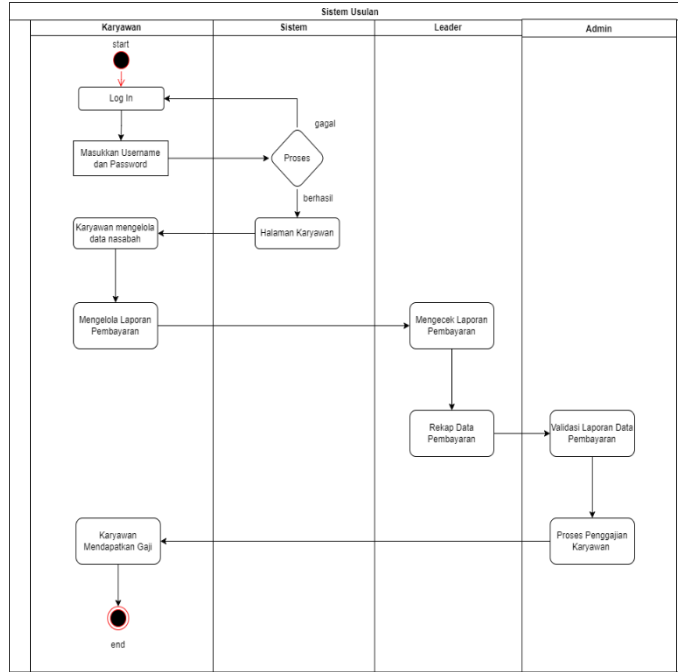 Sistem Usulan
Karyawan
Sistem
Leader
Admin
start
Log In
gagal
Masukkan Username
dan Password
Proses
berhasil
Karyawan mengelola
data nasabah
Halaman Karyawan
Mengelola Laporan
Pembayaran
Mengecek Laporan
Pembayaran
Rekap Data
Pembayaran
Validasi Laporan Data
Pembayaran
Karyawan
Mendapatkan Gaji
Proses Penggajian
Karyawan
end